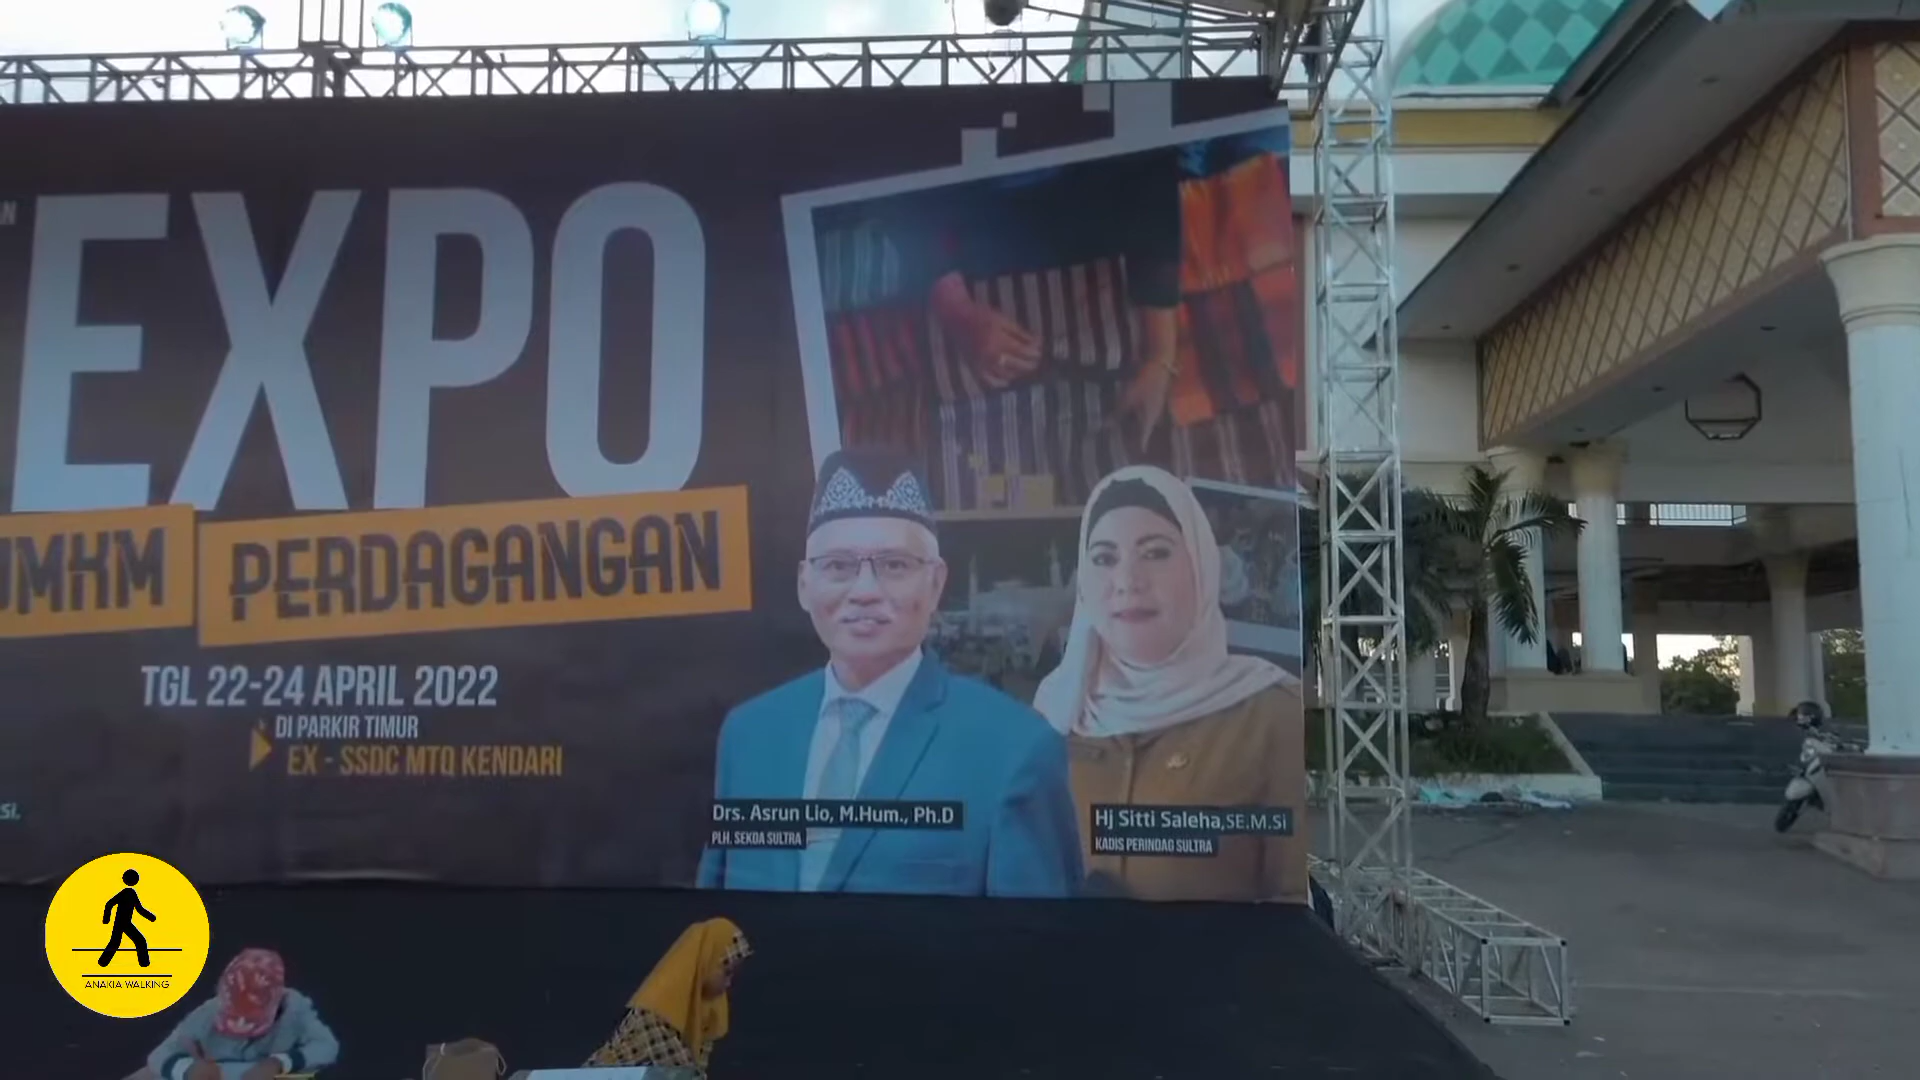 EXPO
UMKM PERDAGANGAN
TGL 22-24 APRIL 2022
DI PARKIR TIMUR
EX - SSDC MTQ KENDARI
Si.
Drs. Asrun Lio, M.Hum., Ph.D
PLH. SEKDA SULTRA
Hj Sitti Saleha,SE.M.Si
KADIS PERINDAG SULTRA
ANAKIA WALKING